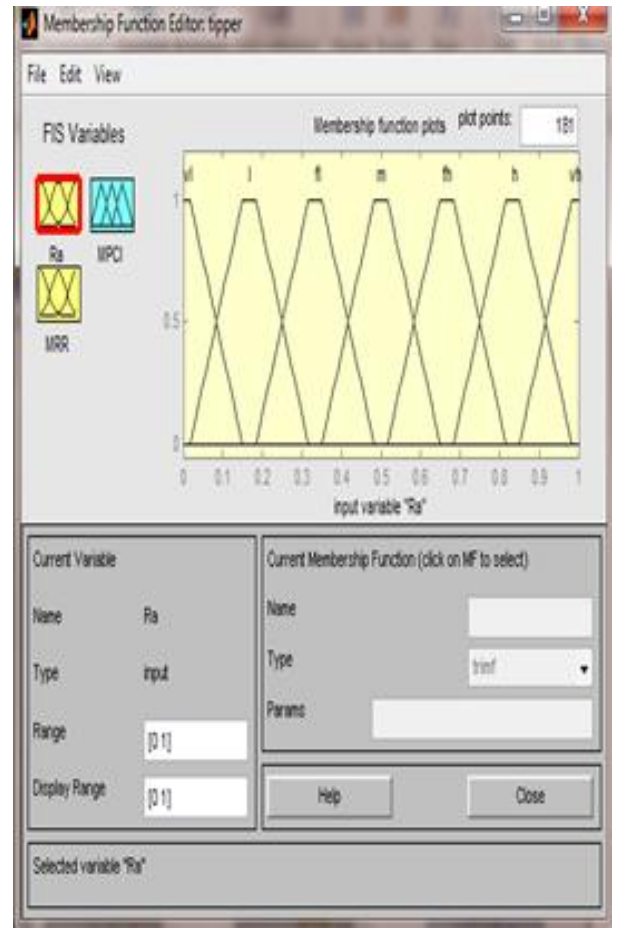 Membership Function Editor: tipper
File Edit View
FIS Variables
Membership function plots plot points: 181
vl l fl m fh h vh
Ra MPCI
MRR
1
0.5
0
0 0.1 0.2 0.3 0.4 0.5 0.6 0.7 0.8 0.9 1
input variable "Ra"
Current Variable
Name Ra
Type input
Range [0 1]
Display Range [0 1]
Current Membership Function (click on MF to select)
Name
Type trimf
Params
Help Close
Selected variable "Ra"